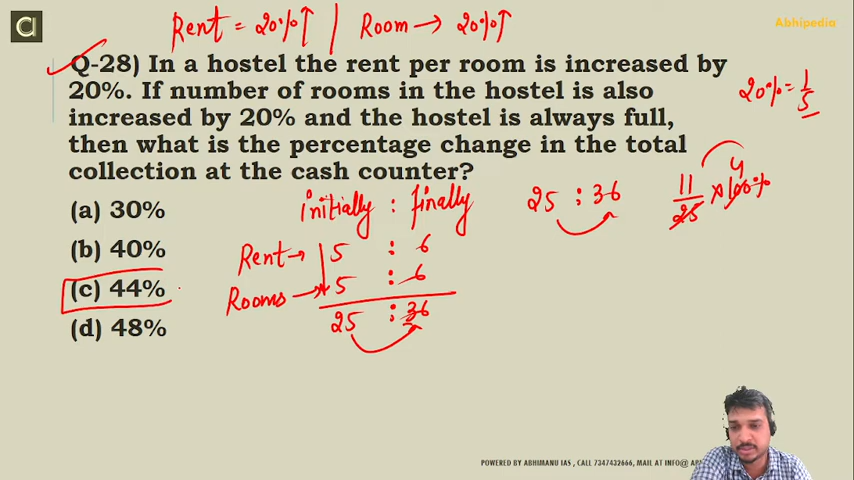 Rent = 20%↑ | Room → 20%↑
Abhipedia
Q-28) In a hostel the rent per room is increased by
20%. If number of rooms in the hostel is also
increased by 20% and the hostel is always full,
then what is the percentage change in the total
collection at the cash counter?
20% = 1/5
(a) 30%
(b) 40%
(c) 44%
(d) 48%
initially : finally
Rent → 5 : 6
Rooms → 5 : 6
25 : 36
25 : 36
11/25 × 100% 4
POWERED BY ABHIMANU IAS , CALL 7347432666, MAIL AT INFO@